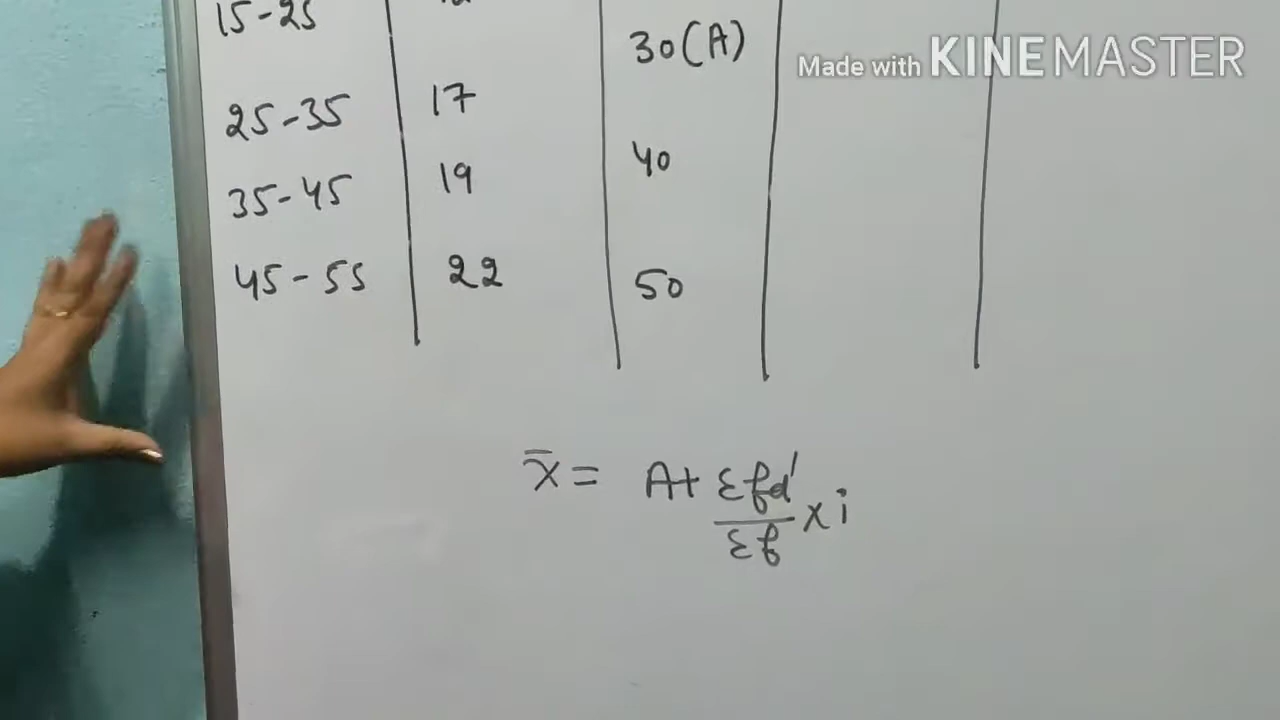 15-25
30(A)
25-35 17
40
35-45 19
45-55 22 50
x̄ = A+ Σfd'/Σf x i
Made with KINEMASTER